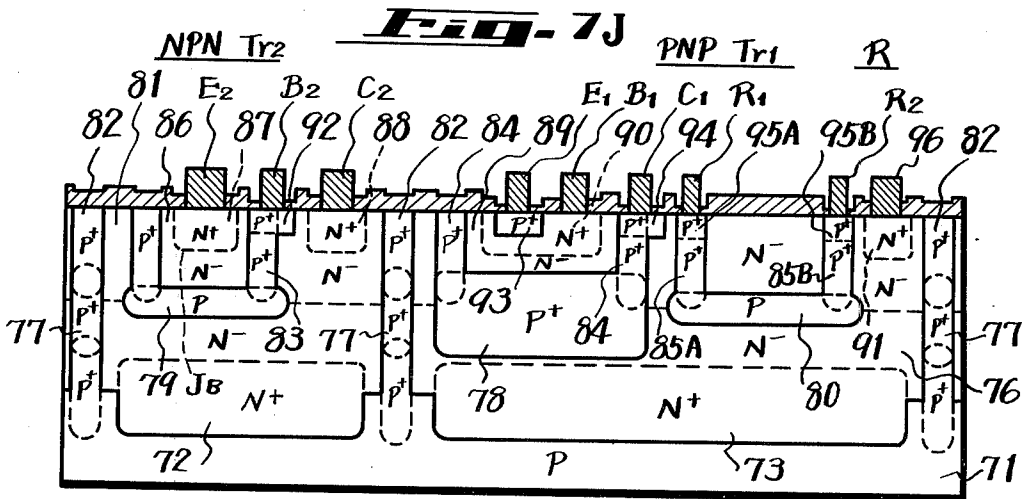 Fig. 7J
NPN Tr2 PNP Tr1 R
81 E2 B2 C2 E1 B1 C1 R1 R2
82 86 87 92 88 82 84 89 90 94 95A 95B 96 82
P+ P+ N+ P+ N+ P+ P+ P+ N+ P+ P+ P+ N+ P+
N- P+ N- N- N- P+ N-
P 83 P+ 93 84 85A 85B P
77 P+ 79 JB N- 77 P+ 78 N- 80 91 P+ 77
P+ N+ P+ N+ P+ 76
72 P 73 71